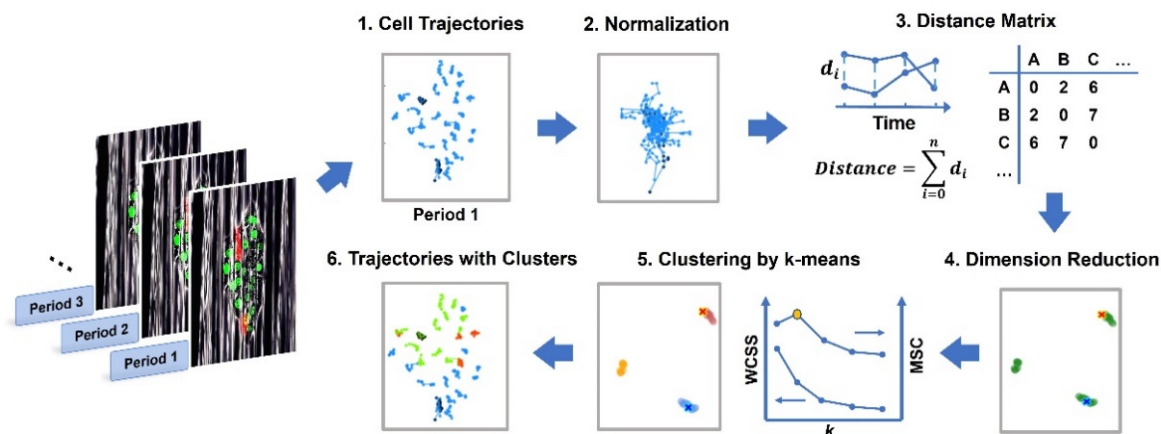 1. Cell Trajectories
2. Normalization
3. Distance Matrix
Period 1
d_i
Time
Distance = \sum_{i=0}^{n} d_i
A B C ...
A 0 2 6
B 2 0 7
C 6 7 0
...
...
Period 3
Period 2
Period 1
6. Trajectories with Clusters
5. Clustering by k-means
4. Dimension Reduction
WCSS
MSC
k